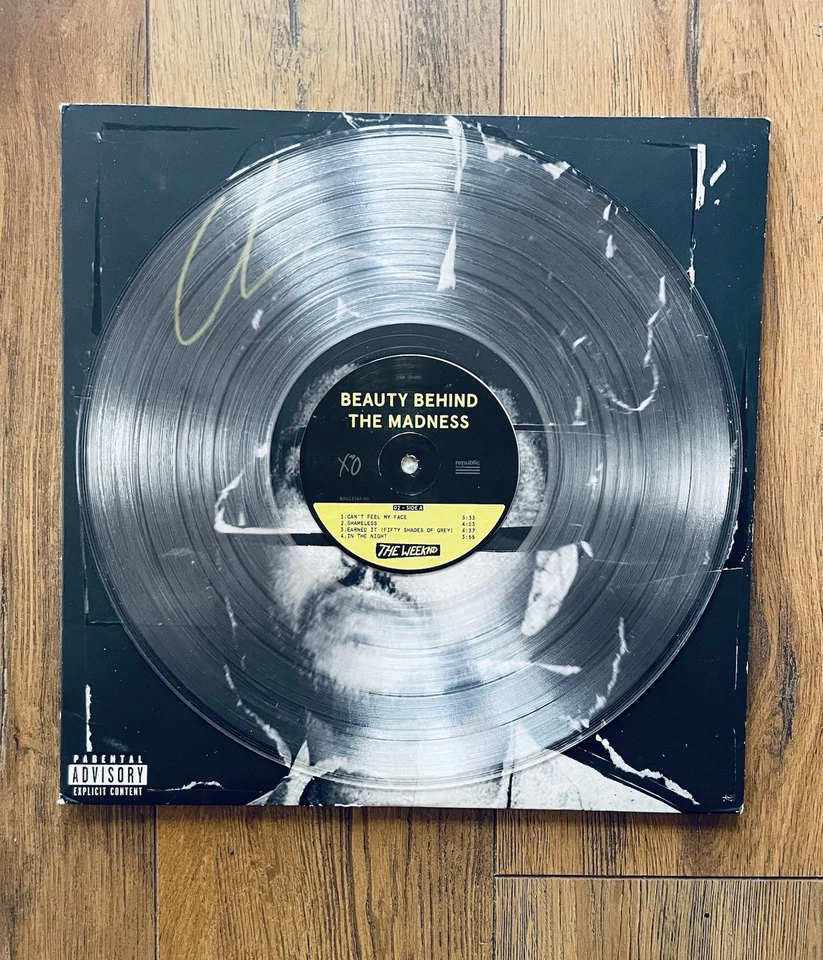 BEAUTY BEHIND
THE MADNESS
XO
republic
02 - SIDE A
1.CAN'T FEEL MY FACE 3:33
2.SHAMELESS 4:13
3.EARNED IT (FIFTY SHADES OF GREY) 4:37
4.IN THE NIGHT 3:56
THE WEEKND
PARENTAL
ADVISORY
EXPLICIT CONTENT